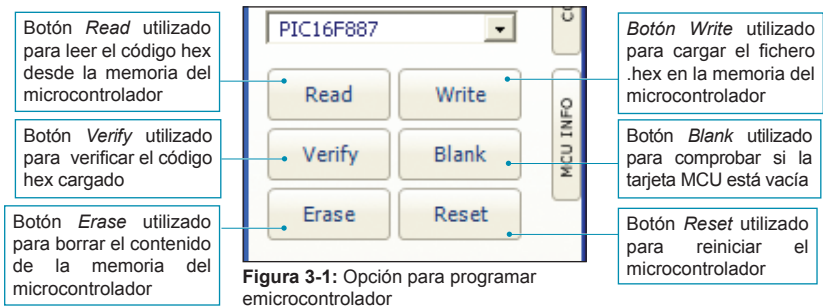 Botón Read utilizado
para leer el código hex
desde la memoria del
microcontrolador
Botón Verify utilizado
para verificar el código
hex cargado
Botón Erase utilizado
para borrar el contenido
de la memoria del
microcontrolador
PIC16F887
Read
Write
Verify
Blank
Erase
Reset
MCU INFO
Figura 3-1: Opción para programar
emicrocontrolador
Botón Write utilizado
para cargar el fichero
.hex en la memoria del
microcontrolador
Botón Blank utilizado
para comprobar si la
tarjeta MCU está vacía
Botón Reset utilizado
para reiniciar el
microcontrolador